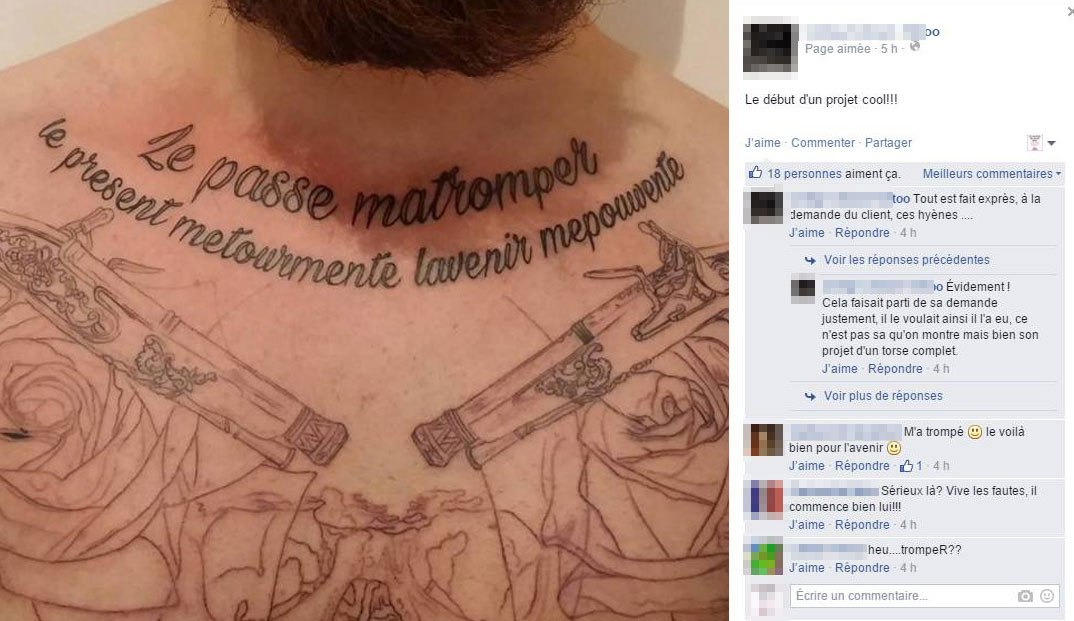 Le passe matromper
le present metourmente lavenir mepouvente
oo
Page aimée · 5 h ·
Le début d'un projet cool!!!
J'aime · Commenter · Partager
18 personnes aiment ça.
Meilleurs commentaires
too Tout est fait exprès, à la
demande du client, ces hyènes ....
J'aime · Répondre · 4 h
Voir les réponses précédentes
oo Évidement !
Cela faisait parti de sa demande
justement, il le voulait ainsi il l'a eu, ce
n'est pas sa qu'on montre mais bien son
projet d'un torse complet.
J'aime · Répondre · 4 h
Voir plus de réponses
M'a trompé 🙂 le voilà
bien pour l'avenir 🙂
J'aime · Répondre · 1 · 4 h
Sérieux là? Vive les fautes, il
commence bien lui!!!
J'aime · Répondre · 4 h
heu....trompeR??
J'aime · Répondre · 4 h
Écrire un commentaire...